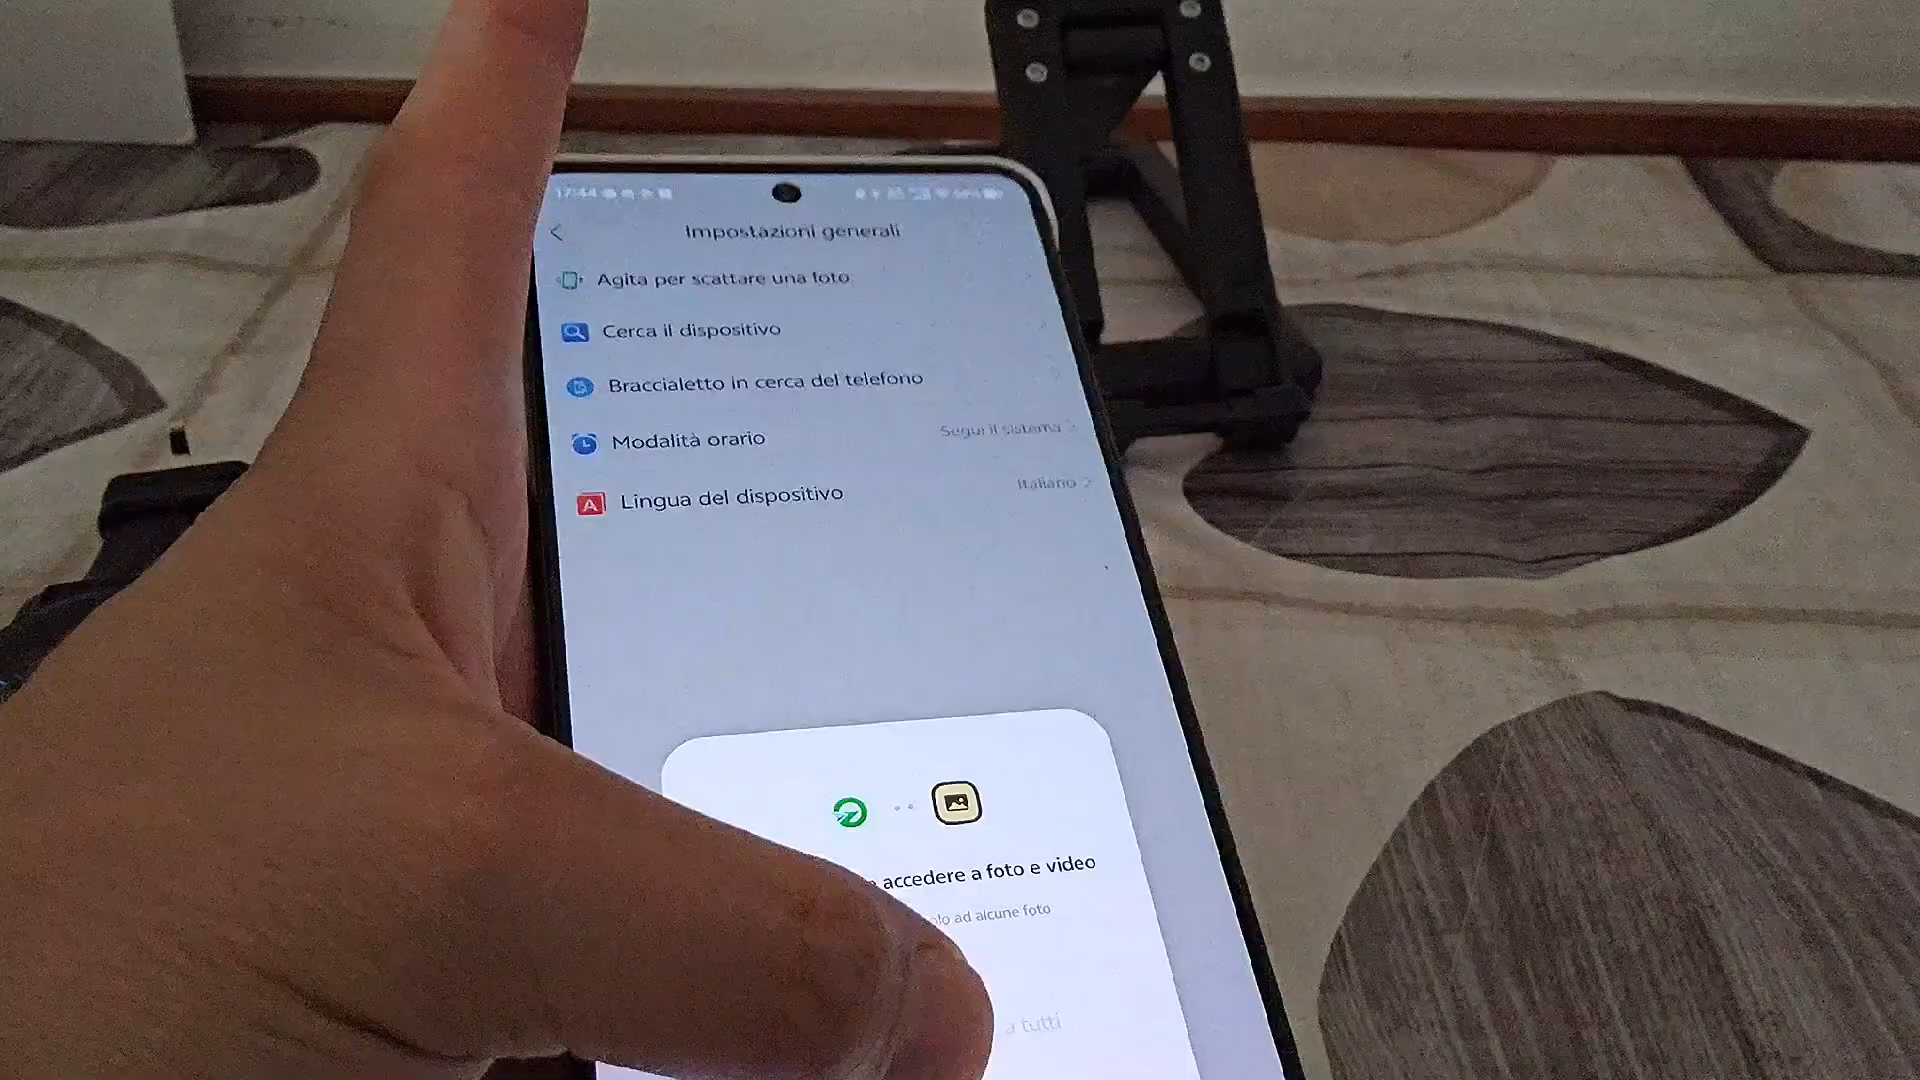 17:44
Impostazioni generali
Agita per scattare una foto
Cerca il dispositivo
Braccialetto in cerca del telefono
Modalità orario
Segui il sistema
Lingua del dispositivo
Italiano
A
accedere a foto e video
ad alcune foto
tutti